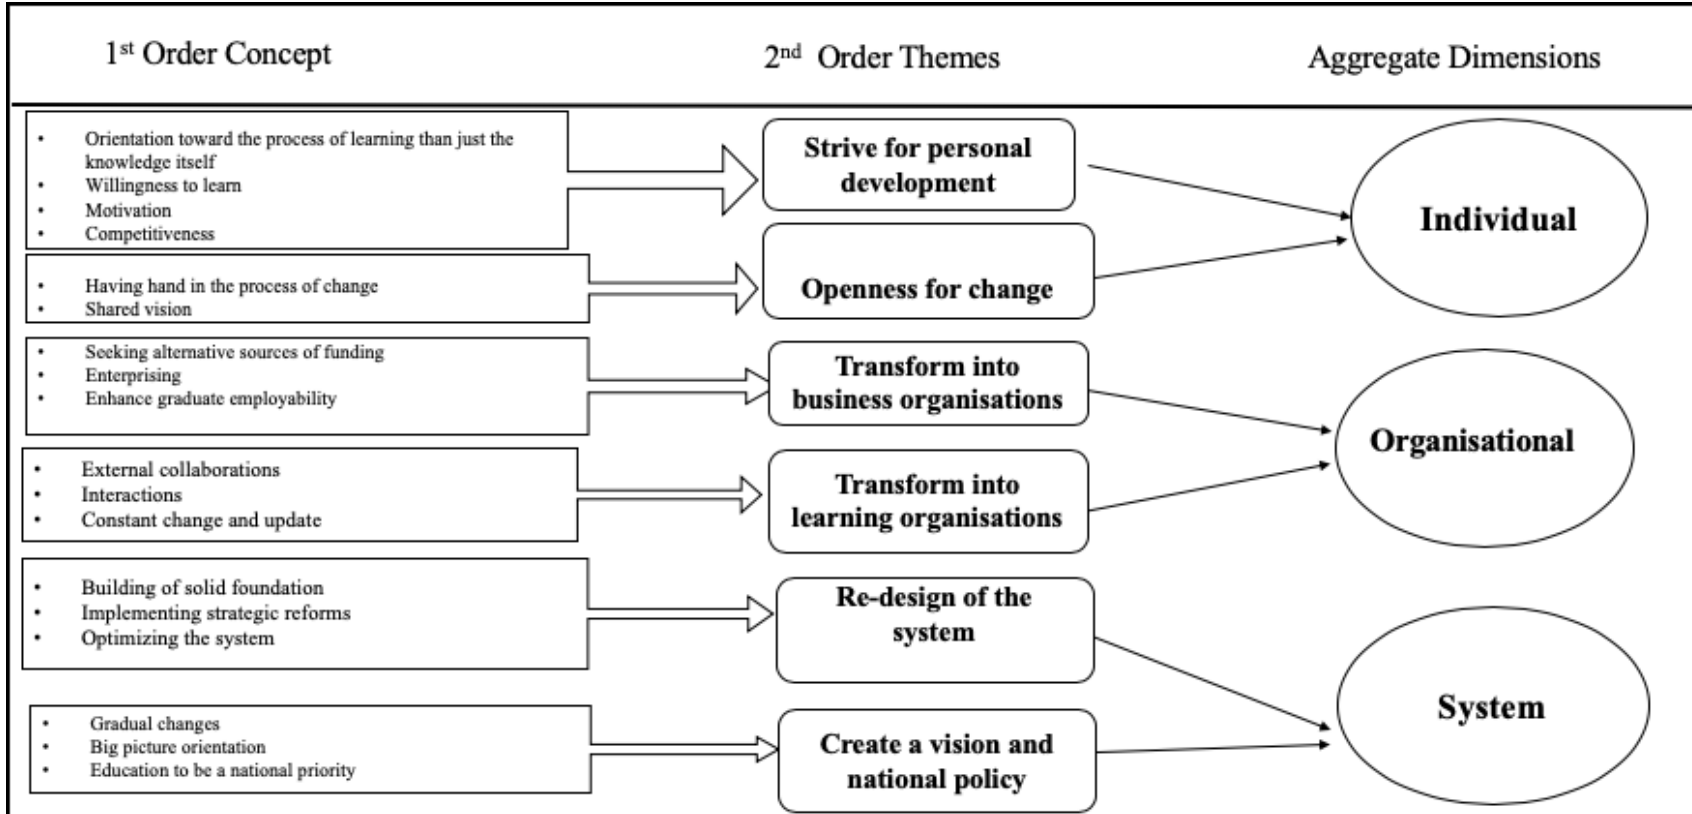 1st Order Concept
2nd Order Themes
Aggregate Dimensions
• Orientation toward the process of learning than just the
knowledge itself
• Willingness to learn
• Motivation
• Competitiveness
Strive for personal
development
Individual
• Having hand in the process of change
• Shared vision
Openness for change
• Seeking alternative sources of funding
• Enterprising
• Enhance graduate employability
Transform into
business organisations
Organisational
• External collaborations
• Interactions
• Constant change and update
Transform into
learning organisations
• Building of solid foundation
• Implementing strategic reforms
• Optimizing the system
Re-design of the
system
System
• Gradual changes
• Big picture orientation
• Education to be a national priority
Create a vision and
national policy